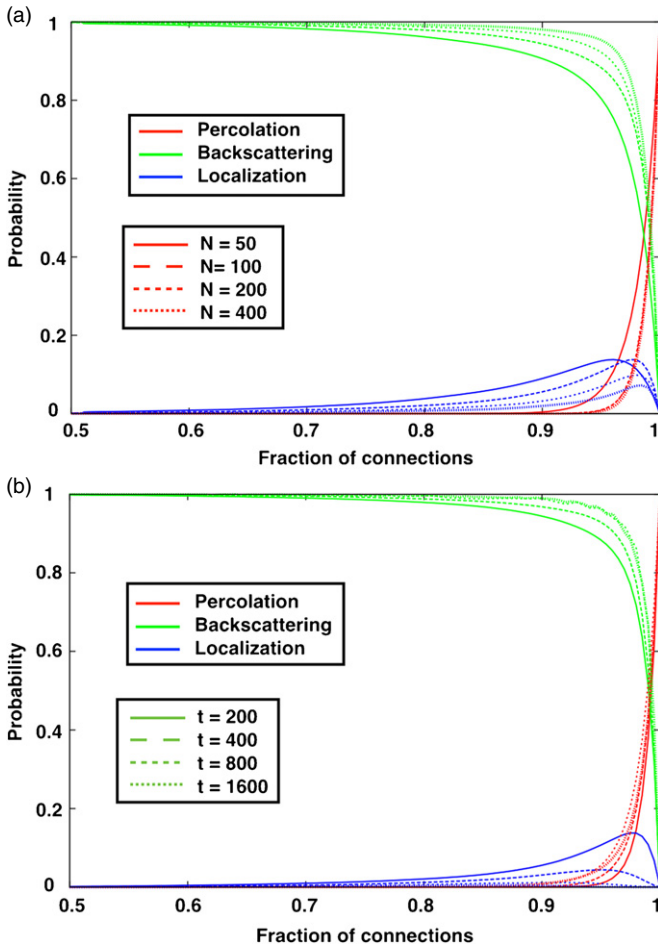 (a)
1
0.8
0.6
0.4
0.2
0
Probability
Percolation
Backscattering
Localization
N = 50
N= 100
N = 200
N = 400
0.5 0.6 0.7 0.8 0.9 1
Fraction of connections
(b)
1
0.8
0.6
0.4
0.2
0
Probability
Percolation
Backscattering
Localization
t = 200
t = 400
t = 800
t = 1600
0.5 0.6 0.7 0.8 0.9 1
Fraction of connections